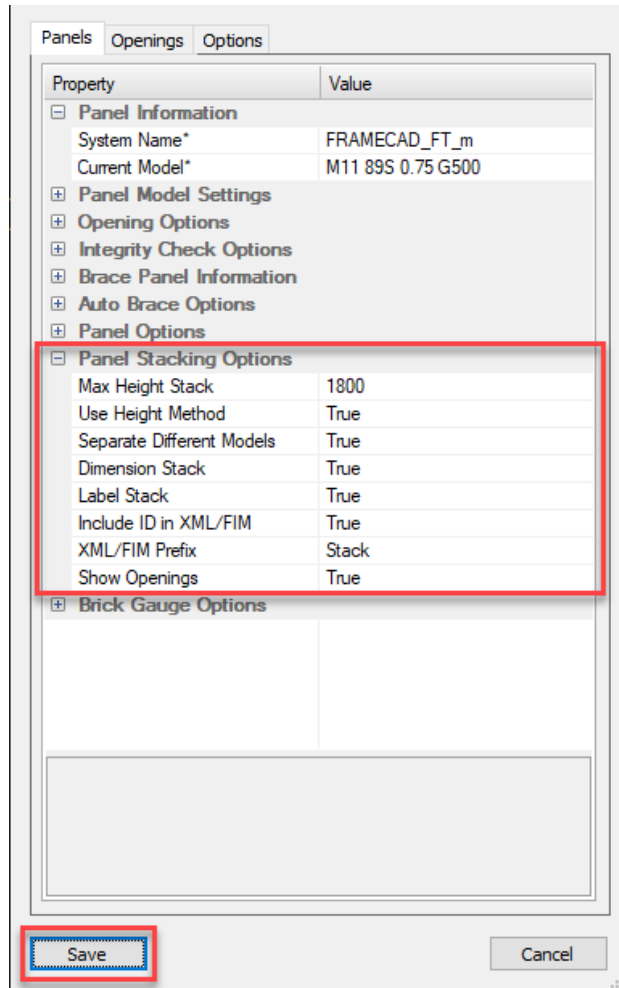 Panels Openings Options
Property Value
Panel Information
System Name* FRAMECAD_FT_m
Current Model* M11 89S 0.75 G500
Panel Model Settings
Opening Options
Integrity Check Options
Brace Panel Information
Auto Brace Options
Panel Options
Panel Stacking Options
Max Height Stack 1800
Use Height Method True
Separate Different Models True
Dimension Stack True
Label Stack True
Include ID in XML/FIM True
XML/FIM Prefix Stack
Show Openings True
Brick Gauge Options
Save Cancel